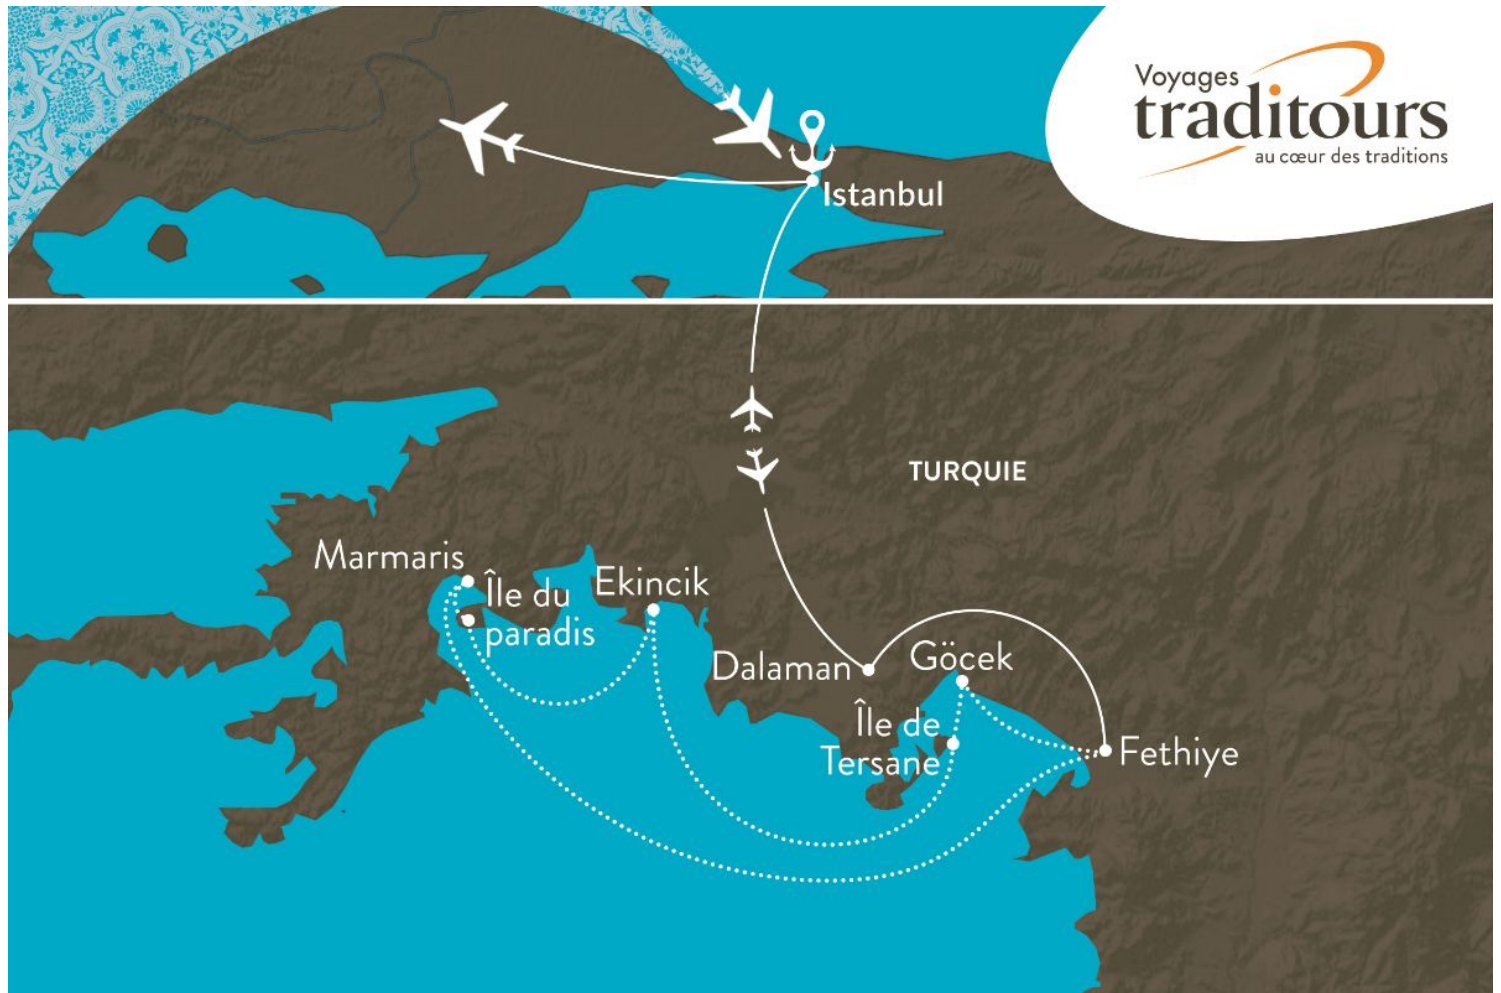 Voyages
traditours
au cœur des traditions
Istanbul
TURQUIE
Marmaris
Île du
paradis
Ekincik
Dalaman
Göcek
Île de
Tersane
Fethiye